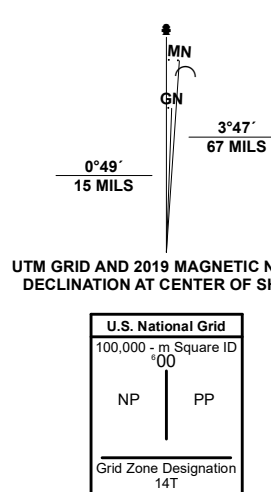 MN
GN
3°47´
67 MILS
0°49´
15 MILS
UTM GRID AND 2019 MAGNETIC N
DECLINATION AT CENTER OF SH
U.S. National Grid
100,000 - m Square ID
⁶00
NP PP
Grid Zone Designation
14T